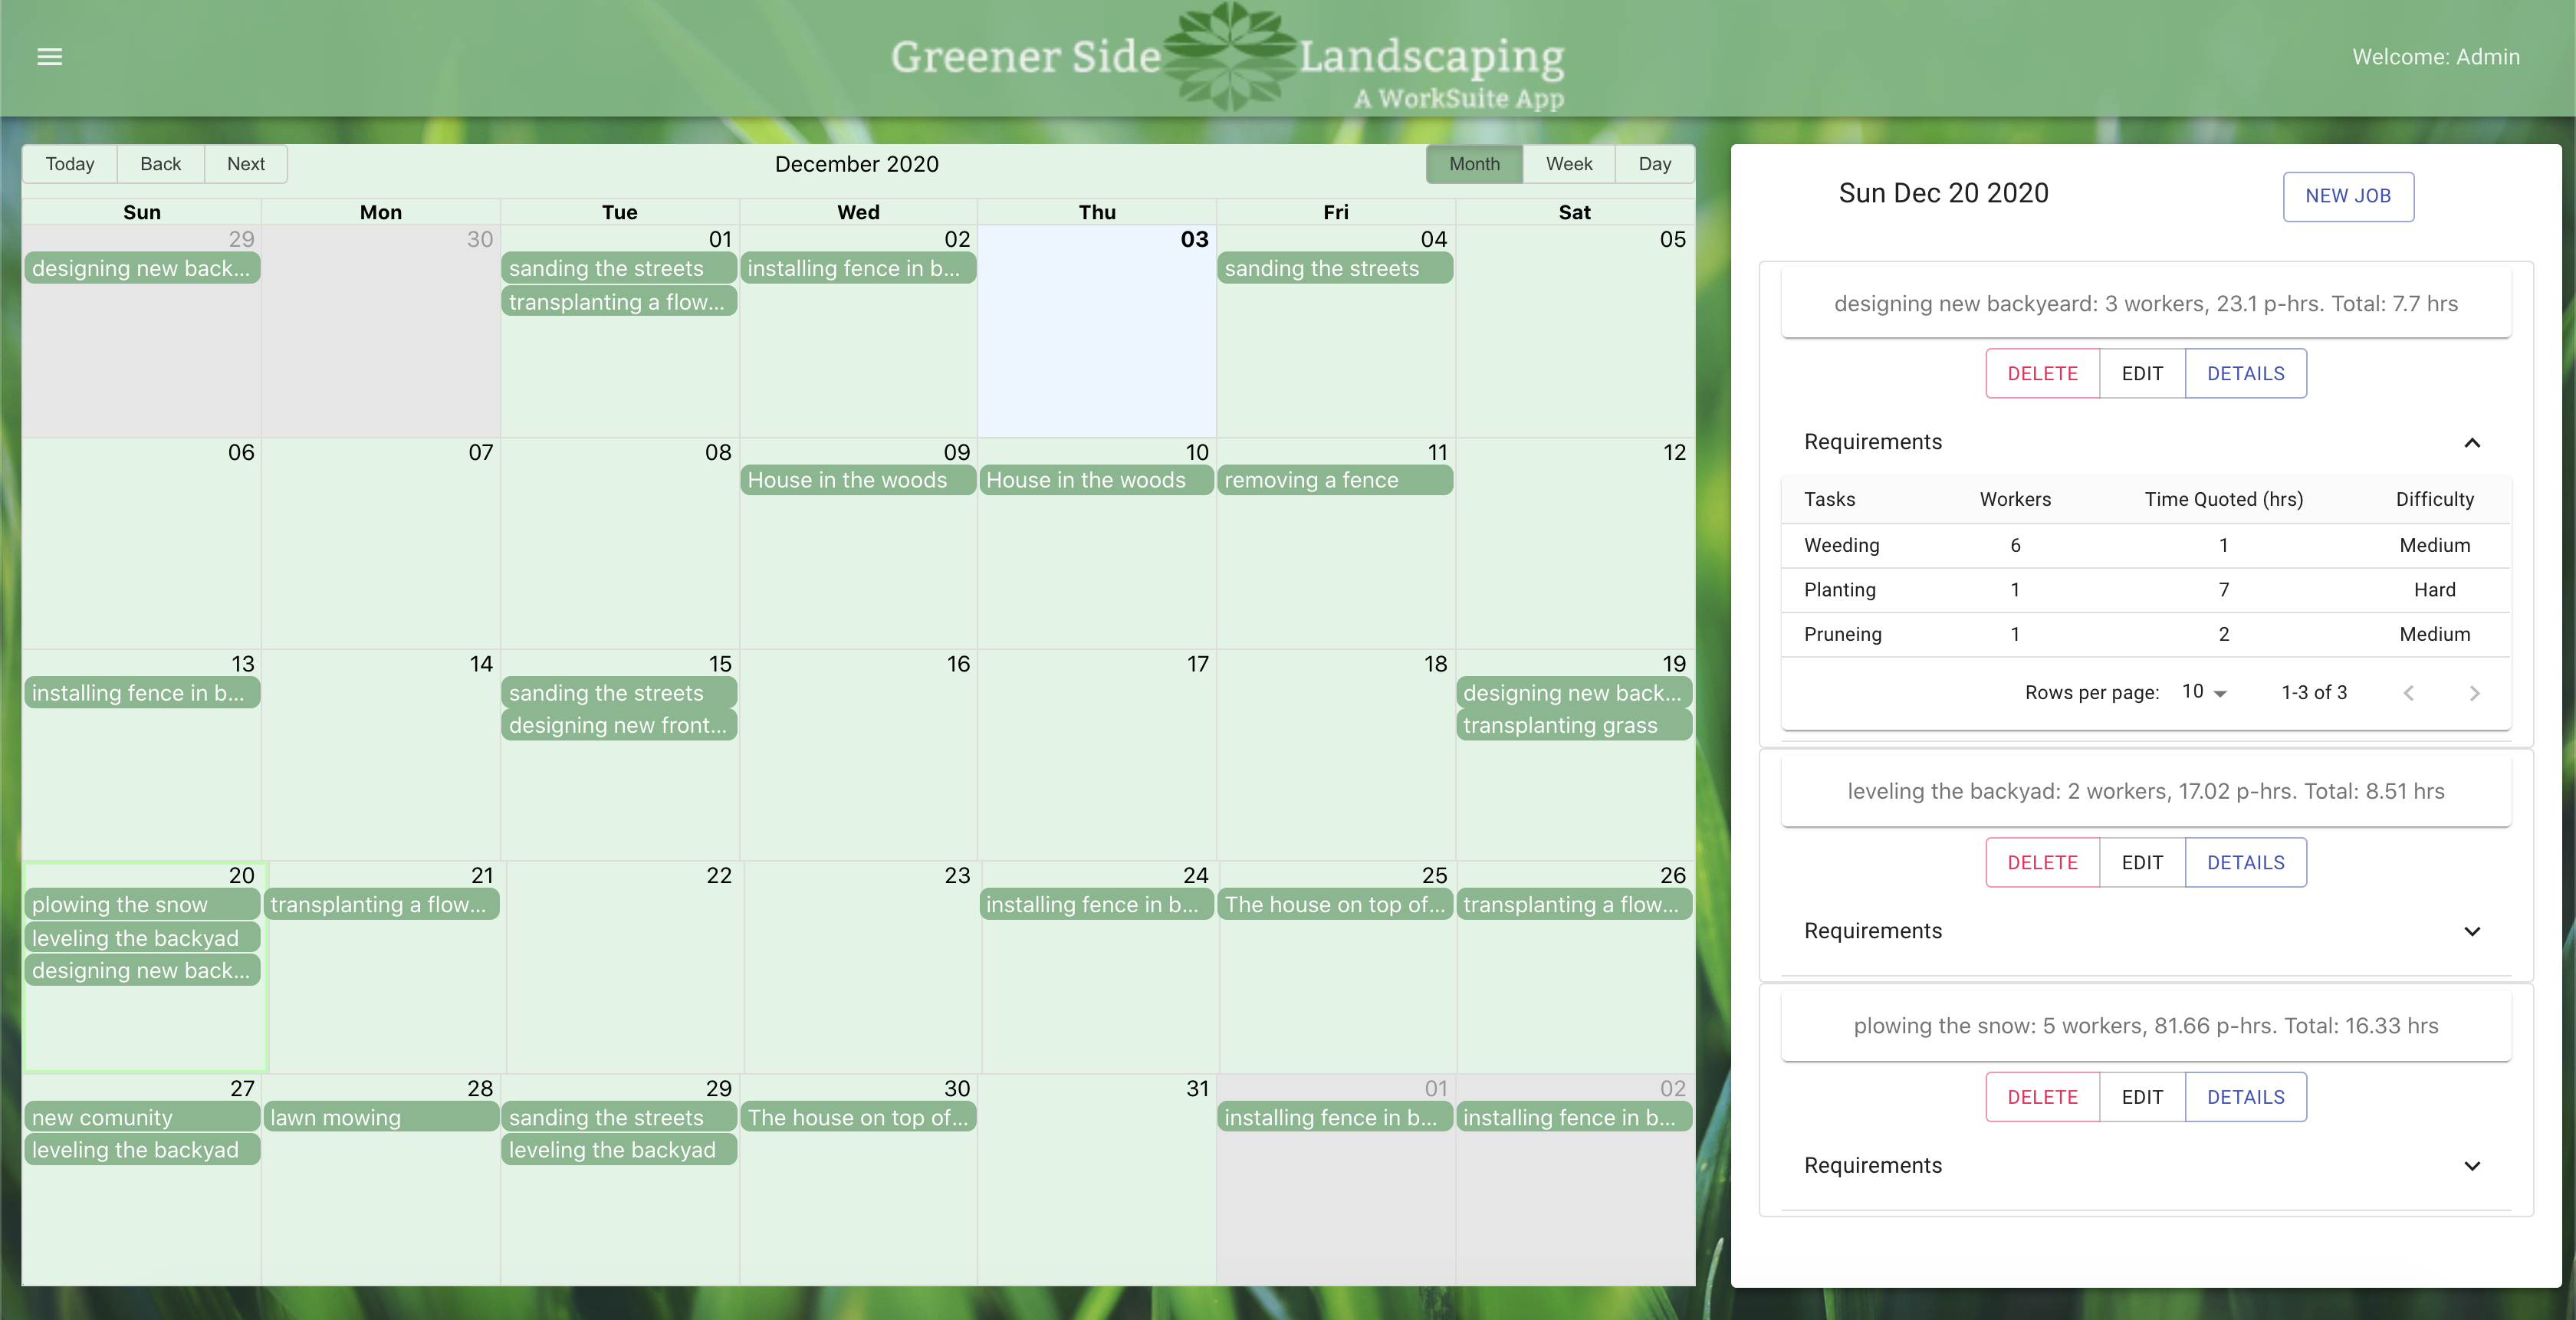 Greener Side Landscaping
A WorkSuite App
Welcome: Admin
Today Back Next
December 2020
Month Week Day
Sun Mon Tue Wed Thu Fri Sat
29 30 01 02 03 04 05
designing new back... sanding the streets installing fence in b... sanding the streets
transplanting a flow...
06 07 08 09 10 11 12
House in the woods House in the woods removing a fence
13 14 15 16 17 18 19
installing fence in b... sanding the streets designing new back...
designing new front... transplanting grass
20 21 22 23 24 25 26
plowing the snow transplanting a flow... installing fence in b... The house on top of... transplanting a flow...
leveling the backyad
designing new back...
27 28 29 30 31 01 02
new comunity lawn mowing sanding the streets The house on top of... installing fence in b... installing fence in b...
leveling the backyad leveling the backyad
Sun Dec 20 2020
NEW JOB
designing new backyeard: 3 workers, 23.1 p-hrs. Total: 7.7 hrs
DELETE EDIT DETAILS
Requirements
Tasks Workers Time Quoted (hrs) Difficulty
Weeding 6 1 Medium
Planting 1 7 Hard
Pruneing 1 2 Medium
Rows per page: 10 1-3 of 3
leveling the backyad: 2 workers, 17.02 p-hrs. Total: 8.51 hrs
DELETE EDIT DETAILS
Requirements
plowing the snow: 5 workers, 81.66 p-hrs. Total: 16.33 hrs
DELETE EDIT DETAILS
Requirements